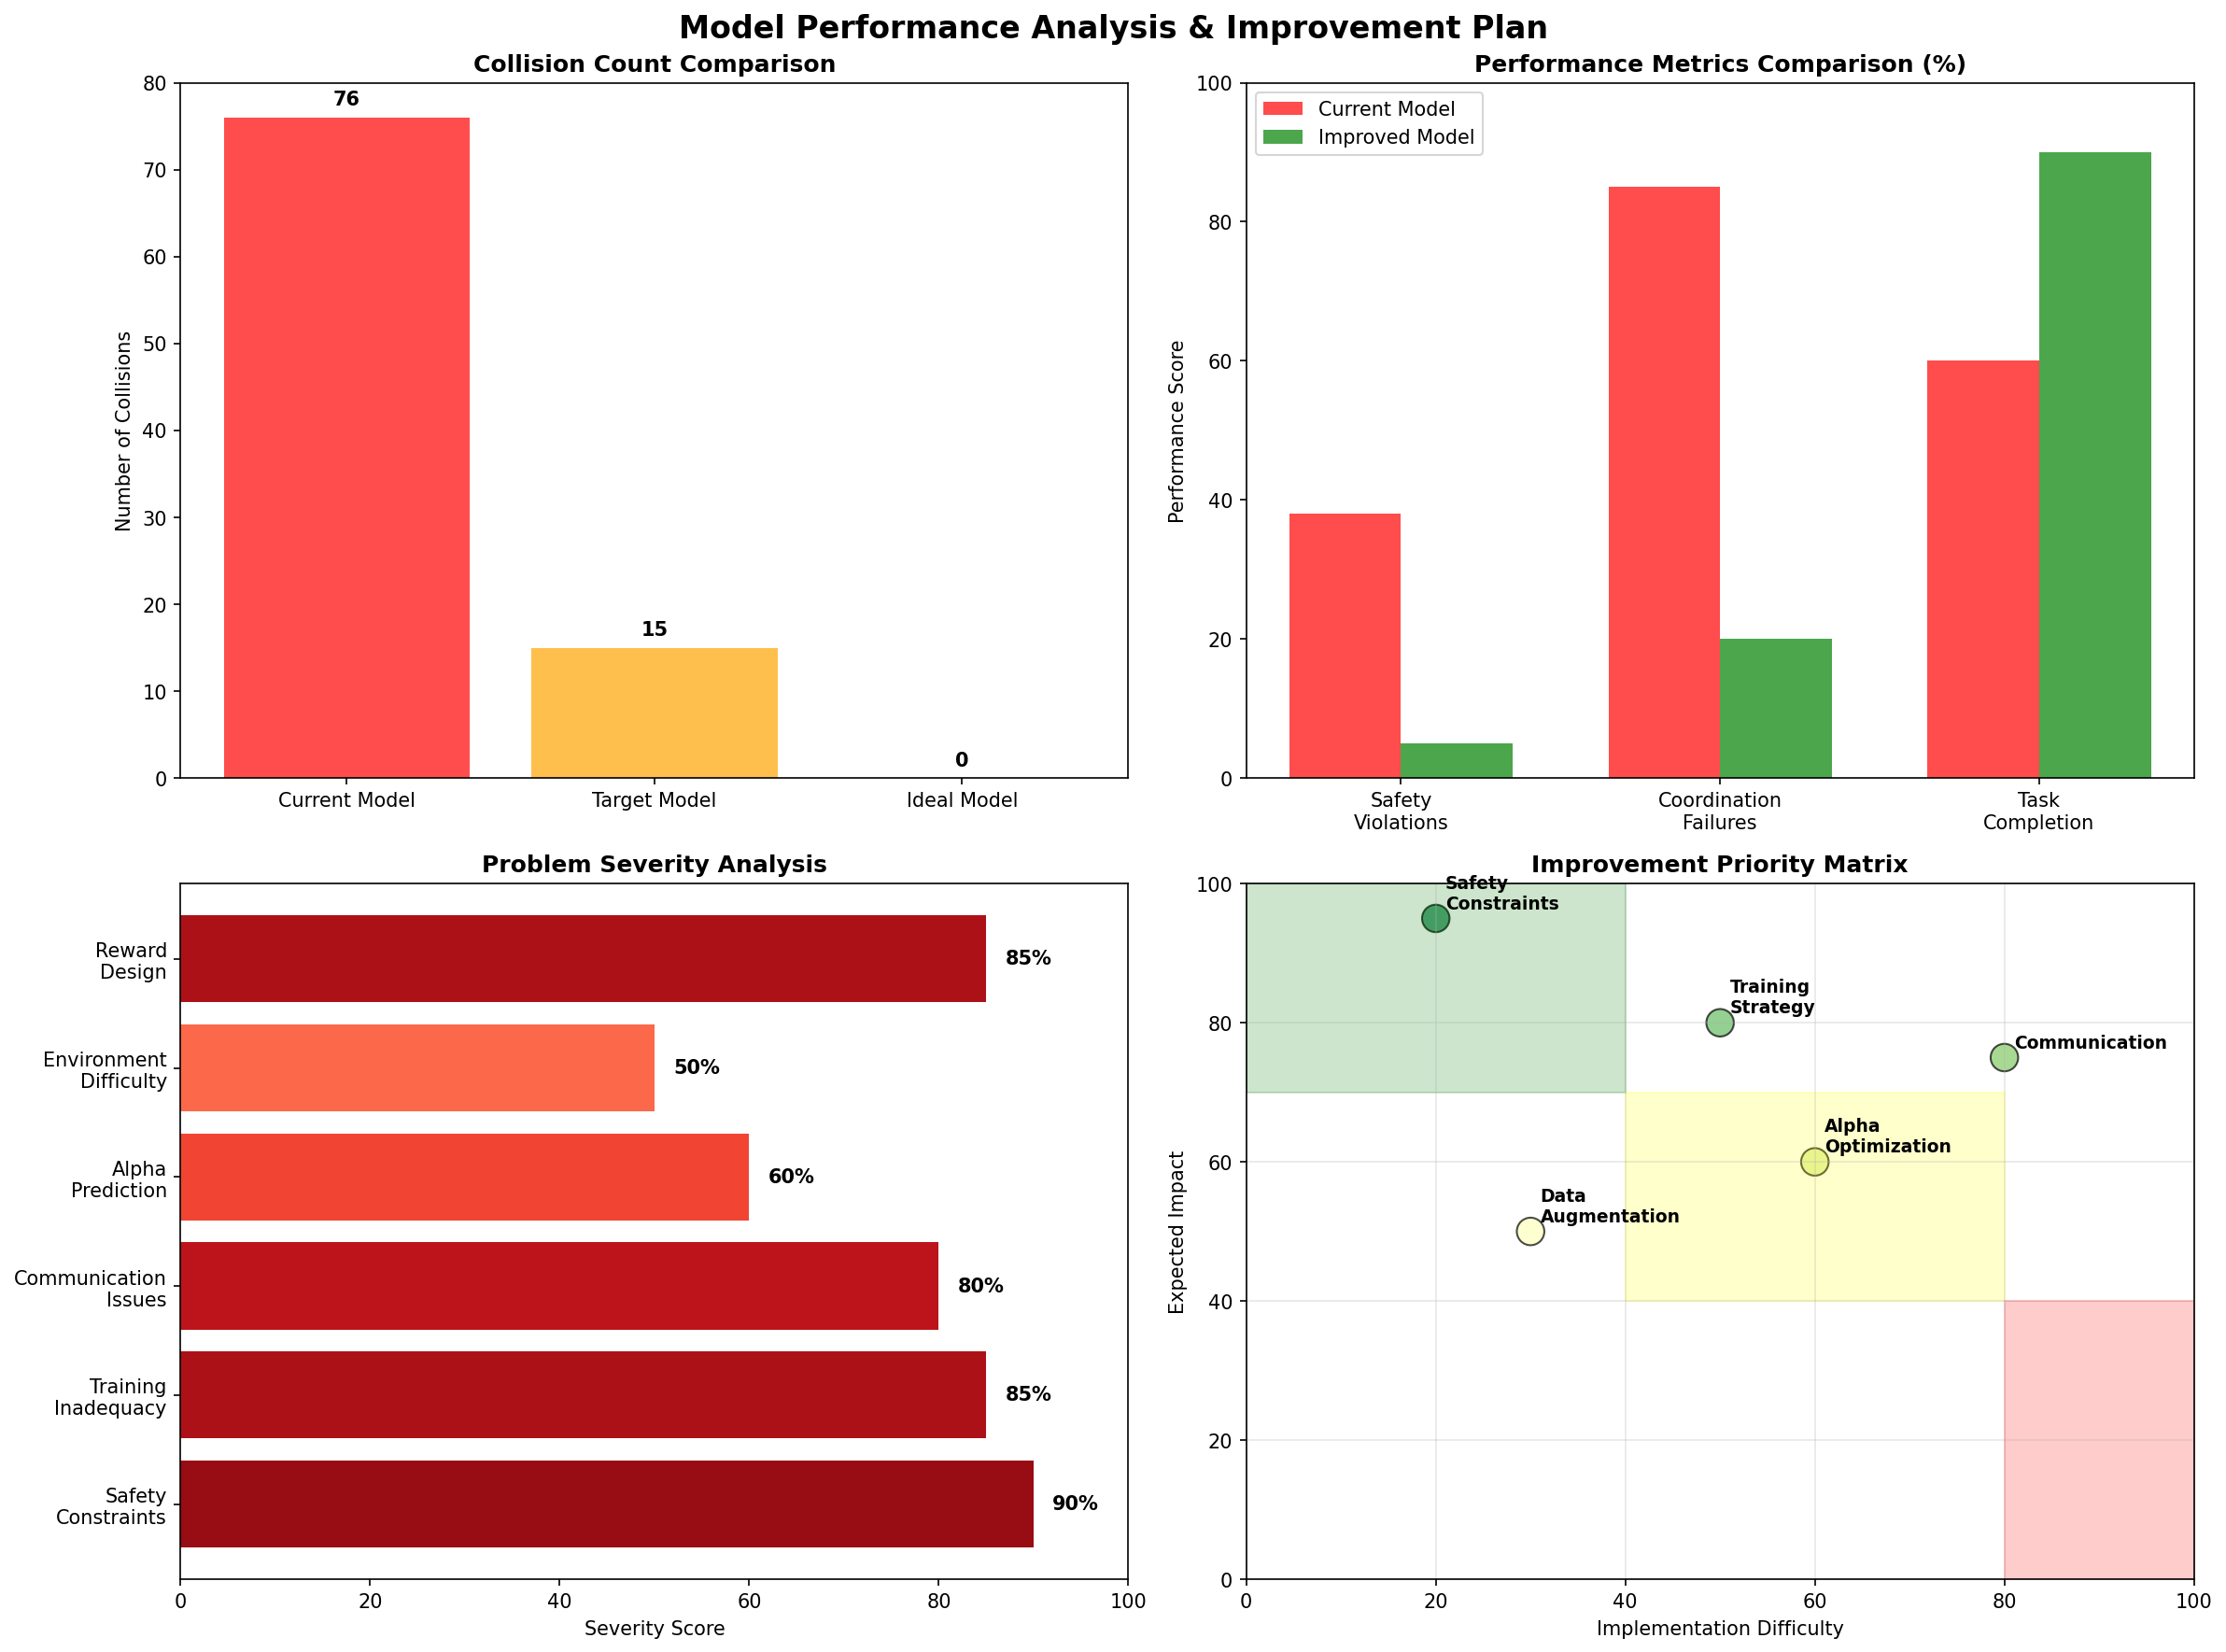 Model Performance Analysis & Improvement Plan
Collision Count Comparison
80
70
60
50
40
30
20
10
0
Number of Collisions
76
15
0
Current Model
Target Model
Ideal Model
Performance Metrics Comparison (%)
100
80
60
40
20
0
Performance Score
Current Model
Improved Model
Safety
Violations
Coordination
Failures
Task
Completion
Problem Severity Analysis
Reward
Design
85%
Environment
Difficulty
50%
Alpha
Prediction
60%
Communication
Issues
80%
Training
Inadequacy
85%
Safety
Constraints
90%
0
20
40
60
80
100
Severity Score
Improvement Priority Matrix
100
80
60
40
20
0
Expected Impact
Safety
Constraints
Training
Strategy
Communication
Alpha
Optimization
Data
Augmentation
0
20
40
60
80
100
Implementation Difficulty